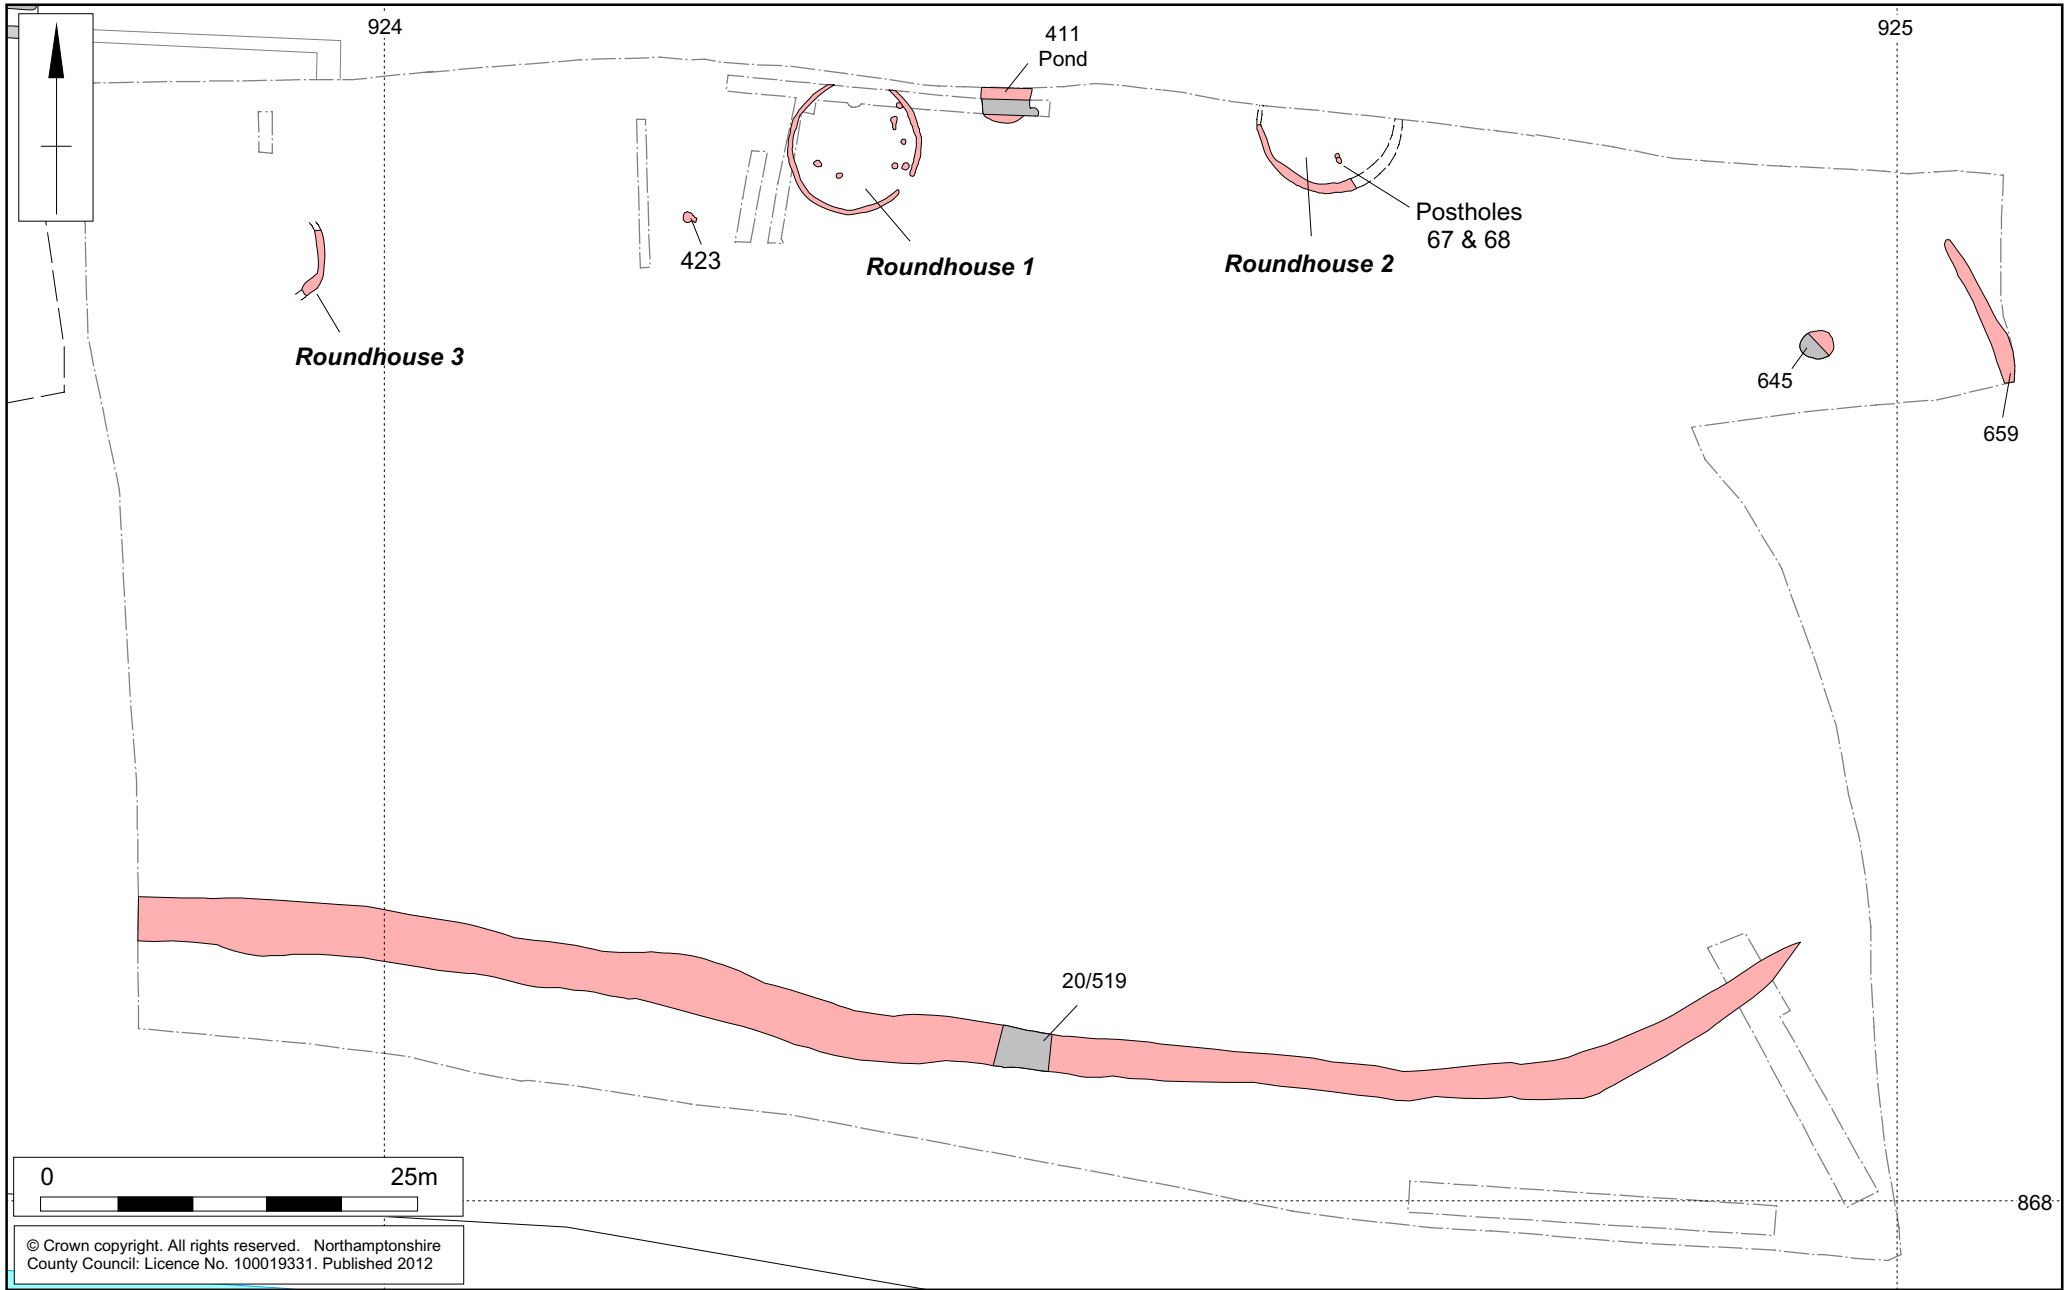 924
411
Pond
925
Postholes
67 & 68
423
Roundhouse 1
Roundhouse 2
Roundhouse 3
645
659
20/519
0 25m
868
© Crown copyright. All rights reserved. Northamptonshire
County Council: Licence No. 100019331. Published 2012